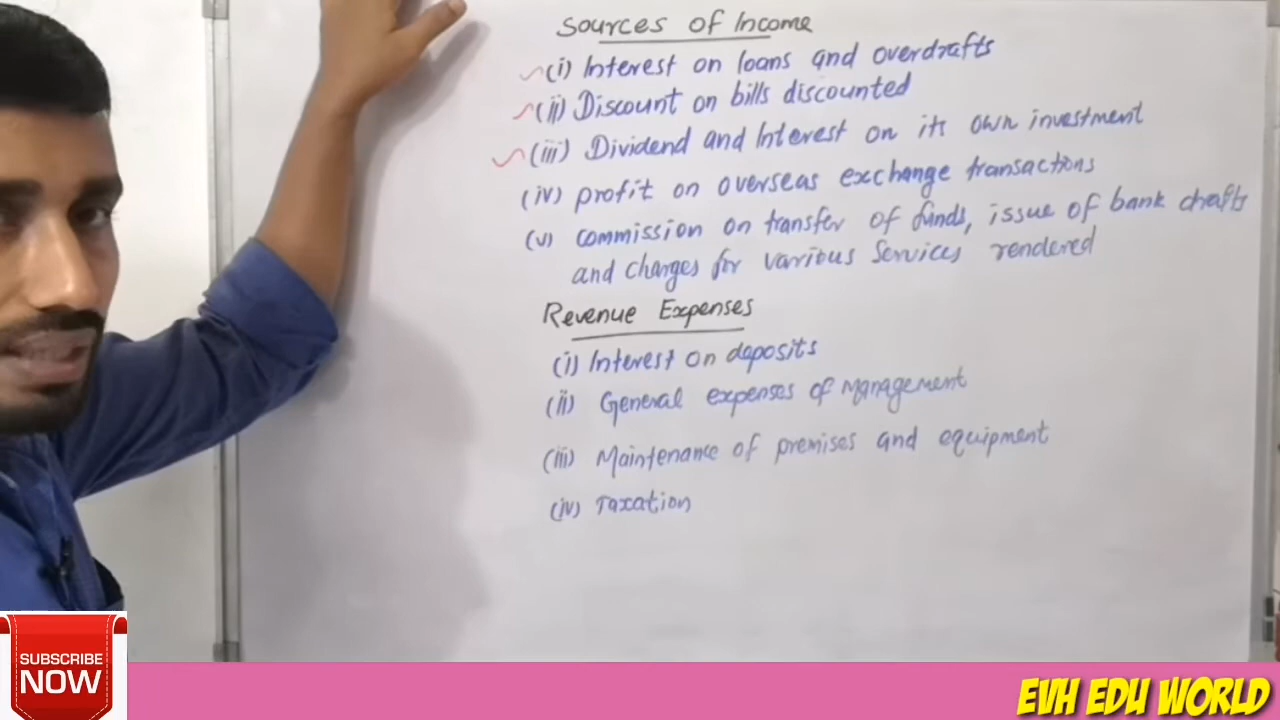 Sources of Income
(i) Interest on loans and overdrafts
(ii) Discount on bills discounted
(iii) Dividend and Interest on its own investment
(iv) Profit on overseas exchange transactions
(v) Commission on transfer of funds, issue of bank drafts
and charges for various services rendered
Revenue Expenses
(i) Interest on deposits
(ii) General expenses of Management
(iii) Maintenance of premises and equipment
(iv) Taxation
SUBSCRIBE
NOW
EVH EDU WORLD